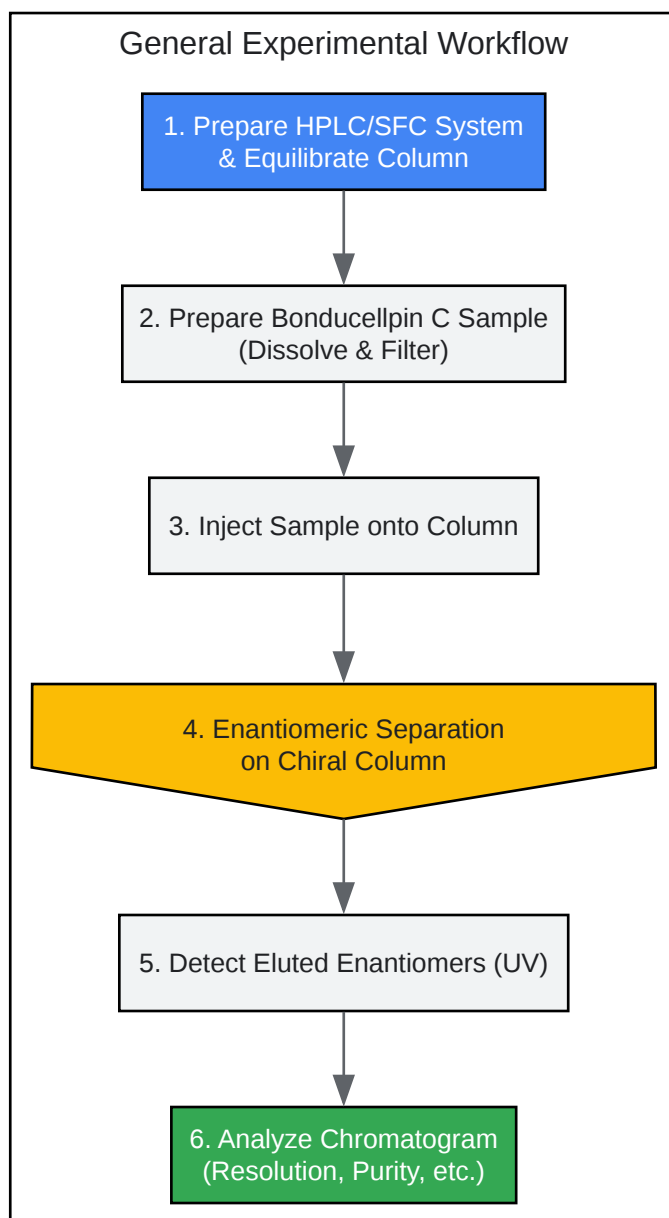 General Experimental Workflow
1. Prepare HPLC/SFC System
& Equilibrate Column
2. Prepare Bonducellpin C Sample
(Dissolve & Filter)
3. Inject Sample onto Column
4. Enantiomeric Separation
on Chiral Column
5. Detect Eluted Enantiomers (UV)
6. Analyze Chromatogram
(Resolution, Purity, etc.)